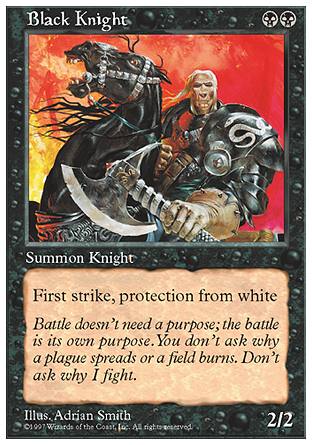 Black Knight
Summon Knight
First strike, protection from white
Battle doesn't need a purpose; the battle
is its own purpose. You don't ask why
a plague spreads or a field burns. Don't
ask why I fight.
Illus. Adrian Smith
©1997 Wizards of the Coast, Inc. All rights reserved.
2/2